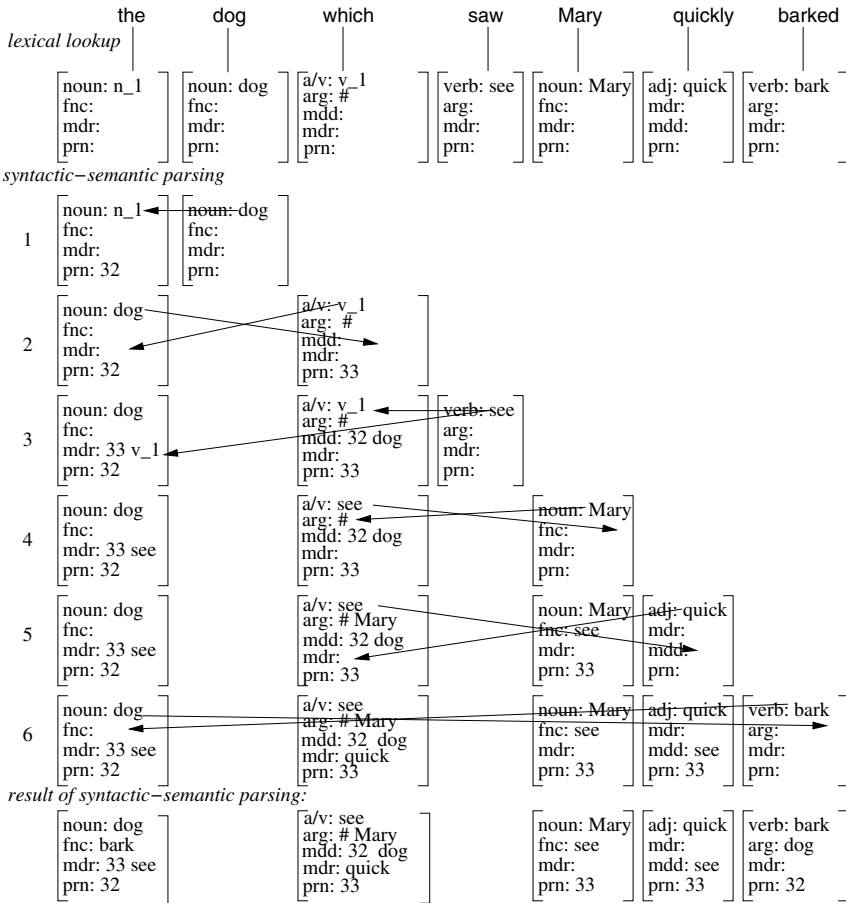 the dog which saw Mary quickly barked
lexical lookup
noun: n_1 noun: dog a/v: v_1 verb: see noun: Mary adj: quick verb: bark
fnc: fnc: arg: # arg: fnc: mdr: arg:
mdr: mdr: mdd: mdr: mdr: mdd: mdr:
prn: prn: mdr: prn: prn: prn: prn:
prn:
syntactic−semantic parsing
1
noun: n_1 noun: dog
fnc: fnc:
mdr: mdr:
prn: 32 prn:
2
noun: dog a/v: v_1
fnc: arg: #
mdr: mdd:
prn: 32 mdr:
prn: 33
3
noun: dog a/v: v_1 verb: see
fnc: arg: # arg:
mdr: 33 v_1 mdd: 32 dog mdr:
prn: 32 mdr: prn:
prn: 33
4
noun: dog a/v: see noun: Mary
fnc: arg: # fnc:
mdr: 33 see mdd: 32 dog mdr:
prn: 32 mdr: prn:
prn: 33
5
noun: dog a/v: see noun: Mary adj: quick
fnc: arg: # Mary fnc: see mdr:
mdr: 33 see mdd: 32 dog mdr: mdd:
prn: 32 mdr: prn: 33 prn:
prn: 33
6
noun: dog a/v: see noun: Mary adj: quick verb: bark
fnc: arg: # Mary fnc: see mdr: arg:
mdr: 33 see mdd: 32 dog mdr: mdd: see mdr:
prn: 32 mdr: quick prn: 33 prn: 33 prn:
prn: 33
result of syntactic−semantic parsing:
noun: dog a/v: see noun: Mary adj: quick verb: bark
fnc: bark arg: # Mary fnc: see mdr: arg: dog
mdr: 33 see mdd: 32 dog mdr: mdd: see mdr:
prn: 32 mdr: quick prn: 33 prn: 33 prn: 32
prn: 33